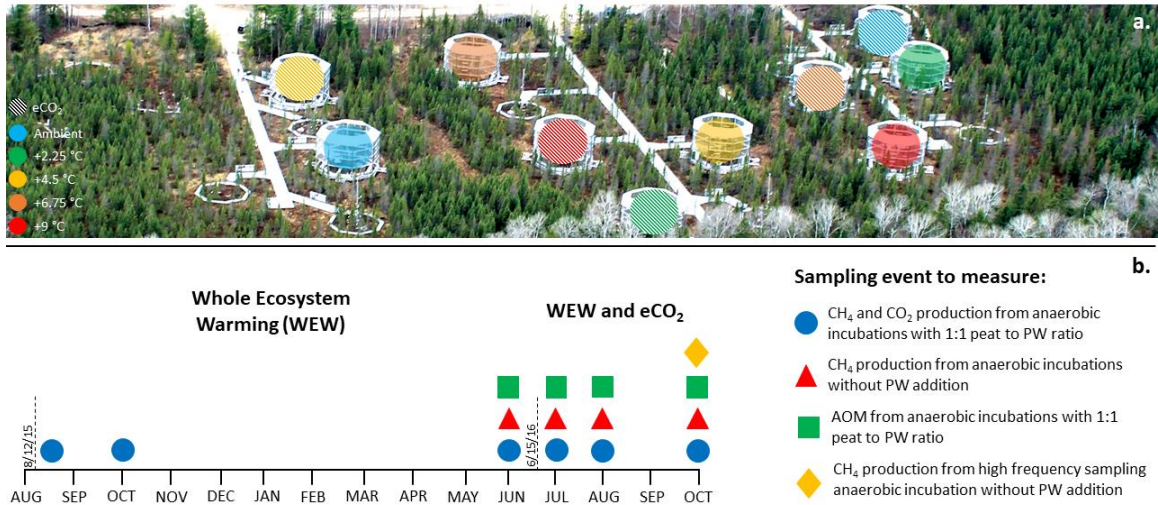 a.
eCO₂
Ambient
+2.25 °C
+4.5 °C
+6.75 °C
+9 °C
b.
Whole Ecosystem
Warming (WEW)
WEW and eCO₂
8/12/15
6/15/16
AUG SEP OCT NOV DEC JAN FEB MAR APR MAY JUN JUL AUG SEP OCT
Sampling event to measure:
CH₄ and CO₂ production from anaerobic
incubations with 1:1 peat to PW ratio
CH₄ production from anaerobic incubations
without PW addition
AOM from anaerobic incubations with 1:1
peat to PW ratio
CH₄ production from high frequency sampling
anaerobic incubation without PW addition